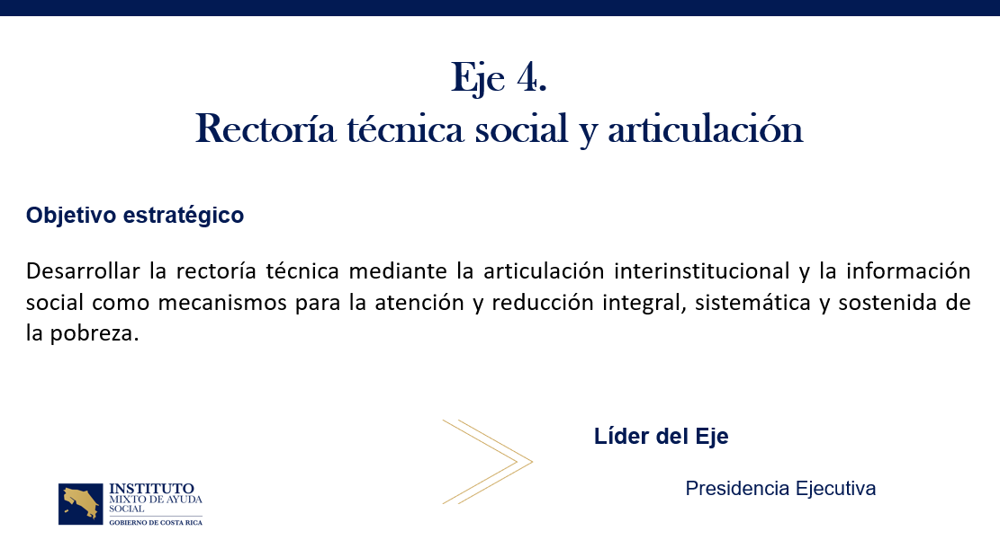 Eje 4.
Rectoría técnica social y articulación
Objetivo estratégico
Desarrollar la rectoría técnica mediante la articulación interinstitucional y la información
social como mecanismos para la atención y reducción integral, sistemática y sostenida de
la pobreza.
Líder del Eje
Presidencia Ejecutiva
INSTITUTO
MIXTO DE AYUDA
SOCIAL
GOBIERNO DE COSTA RICA